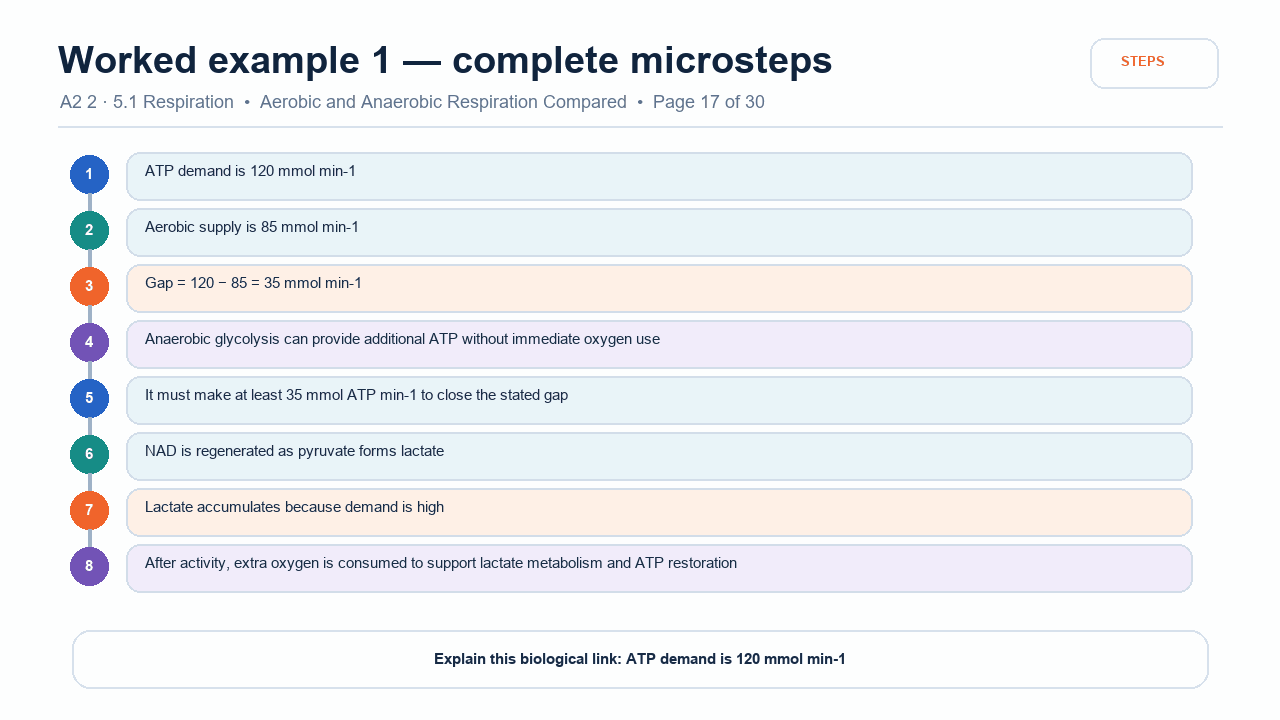 Worked example 1 — complete microsteps
STEPS
A2 2 · 5.1 Respiration • Aerobic and Anaerobic Respiration Compared • Page 17 of 30
1 ATP demand is 120 mmol min-1
2 Aerobic supply is 85 mmol min-1
3 Gap = 120 − 85 = 35 mmol min-1
4 Anaerobic glycolysis can provide additional ATP without immediate oxygen use
5 It must make at least 35 mmol ATP min-1 to close the stated gap
6 NAD is regenerated as pyruvate forms lactate
7 Lactate accumulates because demand is high
8 After activity, extra oxygen is consumed to support lactate metabolism and ATP restoration
Explain this biological link: ATP demand is 120 mmol min-1